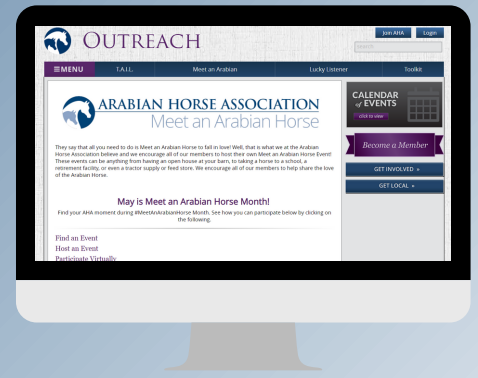 OUTREACH
Join AHA
Login
Search
≡MENU
T.A.I.L.
Meet an Arabian
Lucky Listener
Toolkit
ARABIAN HORSE ASSOCIATION
Meet an Arabian Horse
They say that all you need to do is Meet an Arabian Horse to fall in love! Well, that is what we at the Arabian
Horse Association believe and we encourage all of our members to host their own Meet an Arabian Horse Event!
These events can be anything from having an open house at your barn, to taking a horse to a school, a
retirement facility, or even a tractor supply or feed store. We encourage all of our members to help share the love
of the Arabian Horse.
May is Meet an Arabian Horse Month!
Find your AHA moment during #MeetAnArabianHorse Month. See how you can participate below by clicking on
the following.
Find an Event
Host an Event
Participate Virtually
CALENDAR
of EVENTS
click to view
Become a Member
GET INVOLVED »
GET LOCAL »